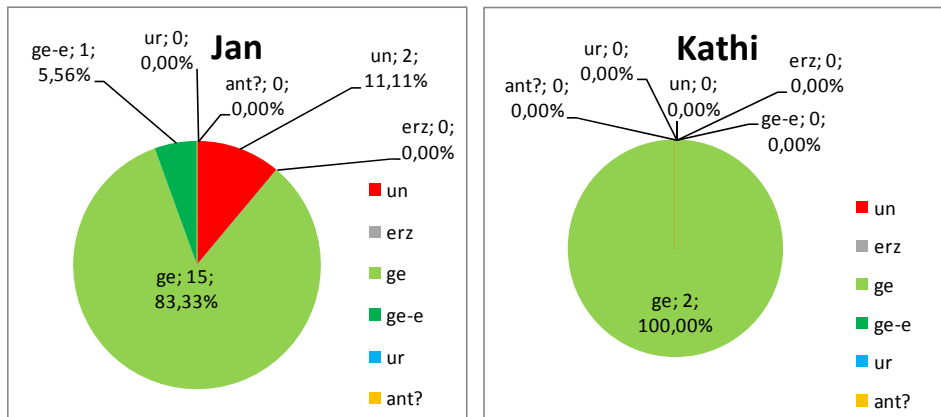 Jan
ge-e; 1;
5,56%
ur; 0;
0,00%
ant?; 0;
0,00%
un; 2;
11,11%
erz; 0;
0,00%
ge; 15;
83,33%
un
erz
ge
ge-e
ur
ant?
Kathi
ant?; 0;
0,00%
ur; 0;
0,00%
un; 0;
0,00%
erz; 0;
0,00%
ge-e; 0;
0,00%
ge; 2;
100,00%
un
erz
ge
ge-e
ur
ant?